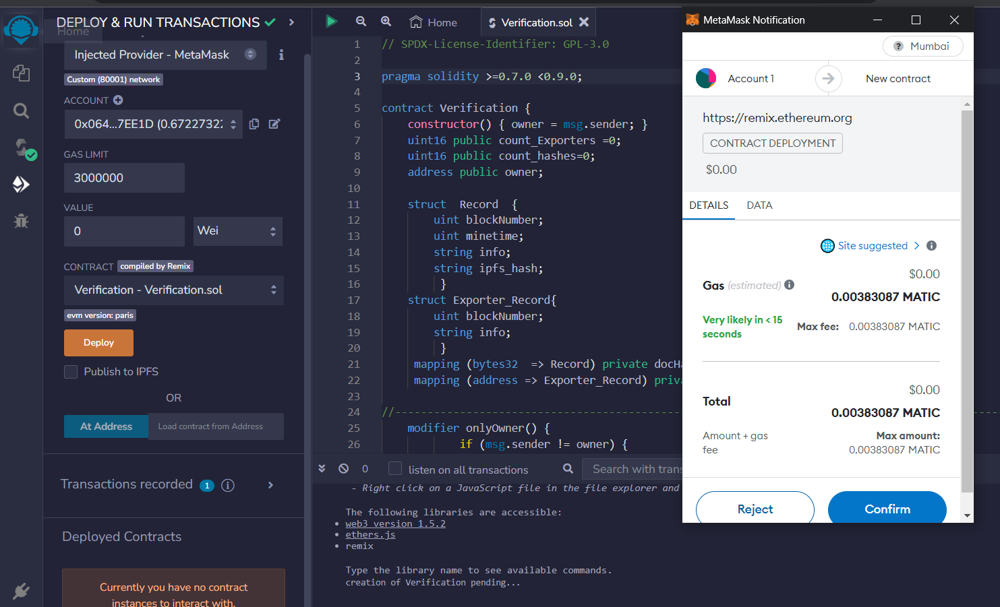 DEPLOY & RUN TRANSACTIONS
Home
Injected Provider - MetaMask
Custom (80001) network
ACCOUNT
0x064...7EE1D (0.6722732
GAS LIMIT
3000000
VALUE
0
Wei
CONTRACT compiled by Remix
Verification - Verification.sol
evm version: paris
Deploy
Publish to IPFS
OR
At Address
Load contract from Address
Transactions recorded 1
Deployed Contracts
Currently you have no contract
instances to interact with.
Home
Verification.sol
1 // SPDX-License-Identifier: GPL-3.0
2
3 pragma solidity >=0.7.0 <0.9.0;
4
5 contract Verification {
6 constructor() { owner = msg.sender; }
7 uint16 public count_Exporters =0;
8 uint16 public count_hashes=0;
9 address public owner;
10
11 struct Record {
12 uint blockNumber;
13 uint minetime;
14 string info;
15 string ipfs_hash;
16 }
17 struct Exporter_Record{
18 uint blockNumber;
19 string info;
20 }
21 mapping (bytes32 => Record) private docHa
22 mapping (address => Exporter_Record) priva
23
24 //--------------------------------------------
25 modifier onlyOwner() {
26 if (msg.sender != owner) {
0
listen on all transactions
Search with trans
- Right click on a JavaScript file in the file explorer and
The following libraries are accessible:
• web3 version 1.5.2
• ethers.js
• remix
Type the library name to see available commands.
creation of Verification pending...
MetaMask Notification
Mumbai
Account 1
New contract
https://remix.ethereum.org
CONTRACT DEPLOYMENT
$0.00
DETAILS
DATA
Site suggested >
$0.00
Gas (estimated)
0.00383087 MATIC
Very likely in < 15
seconds
Max fee: 0.00383087 MATIC
$0.00
Total
0.00383087 MATIC
Amount + gas
fee
Max amount:
0.00383087 MATIC
Reject
Confirm